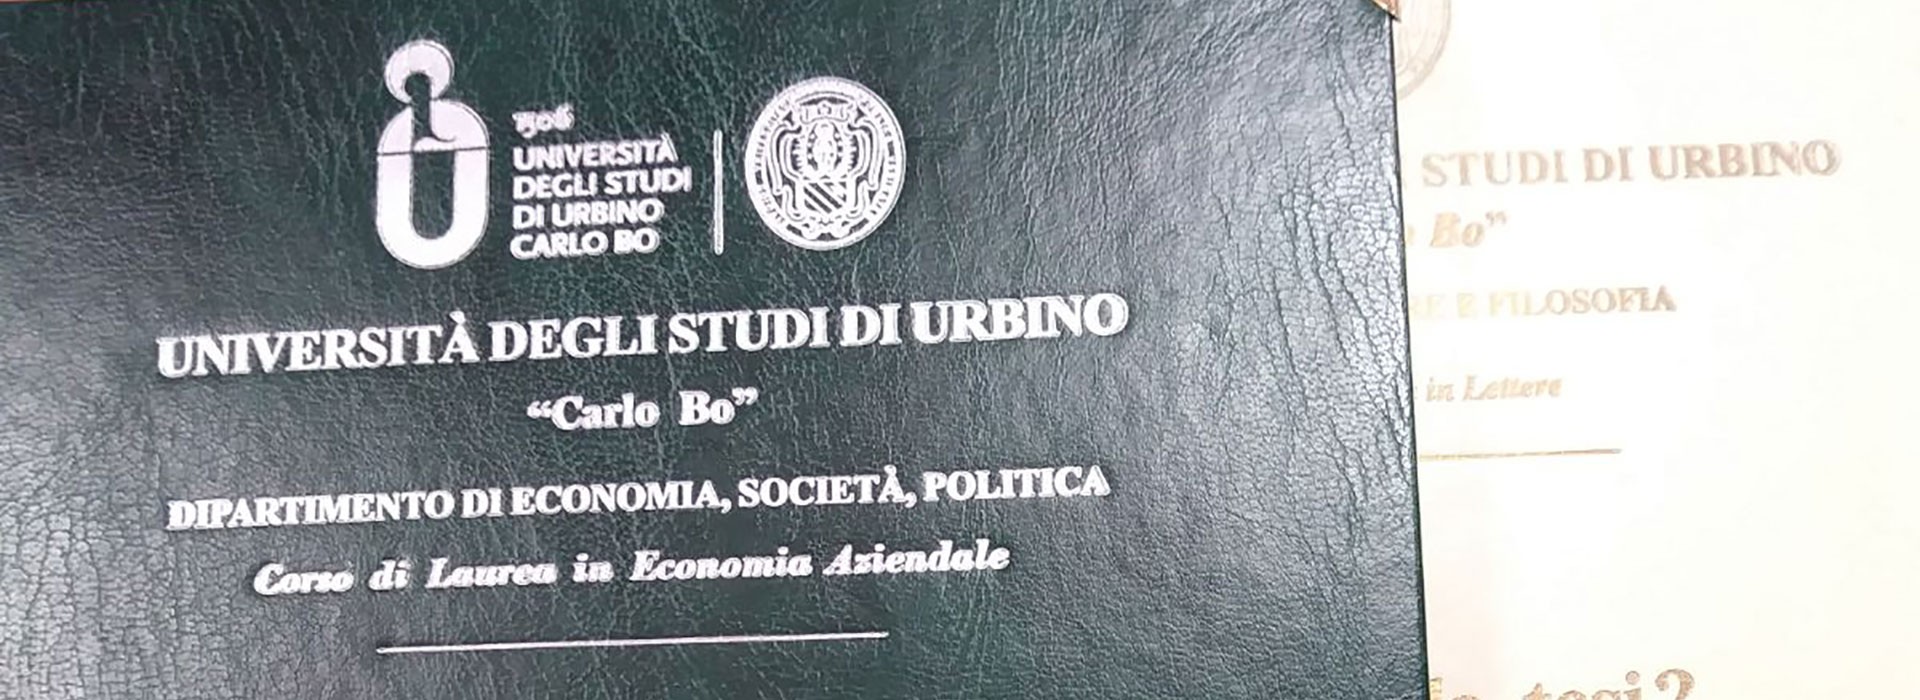 1506
UNIVERSITÀ
DEGLI STUDI
DI URBINO
CARLO BO
UNIVERSITÀ DEGLI STUDI DI URBINO
“Carlo Bo”
DIPARTIMENTO DI ECONOMIA, SOCIETÀ, POLITICA
Corso di Laurea in Economia Aziendale
STUDI DI URBINO
Bo”
E FILOSOFIA
in Lettere
tesi?